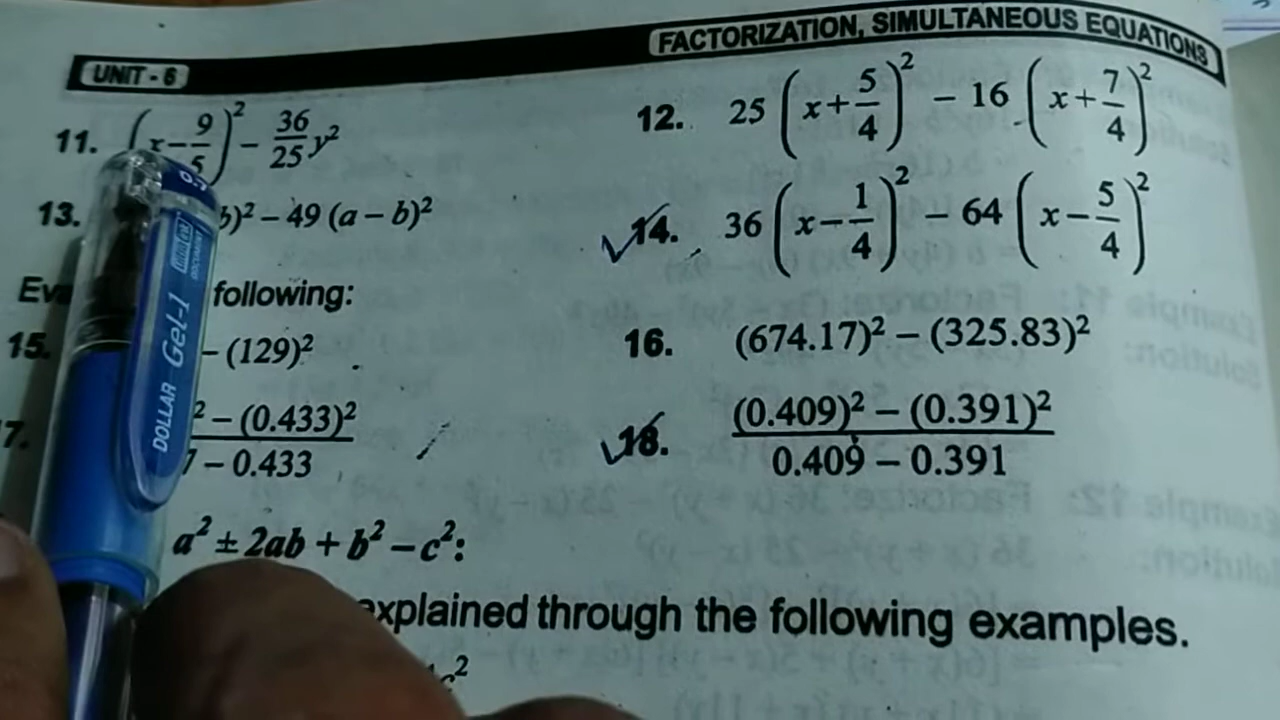 FACTORIZATION, SIMULTANEOUS EQUATIONS
UNIT - 6
11. (x - 9/5)² - 36/25 y²
12. 25 (x + 5/4)² - 16 (x + 7/4)²
13. b)² - 49 (a - b)²
14. 36 (x - 1/4)² - 64 (x - 5/4)²
following:
15. - (129)²
16. (674.17)² - (325.83)²
7. ² - (0.433)² / 7 - 0.433
18. (0.409)² - (0.391)² / 0.409 - 0.391
a² ± 2ab + b² - c²:
explained through the following examples.
DOLLAR Gel-1